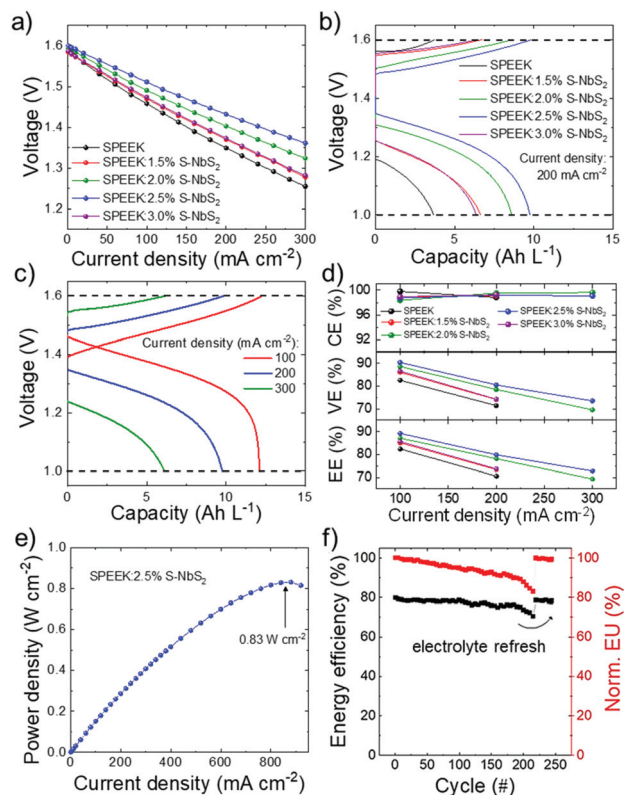 a)
Voltage (V)
1.6
1.5
1.4
1.3
1.2
SPEEK
SPEEK:1.5% S-NbS₂
SPEEK:2.0% S-NbS₂
SPEEK:2.5% S-NbS₂
SPEEK:3.0% S-NbS₂
0 50 100 150 200 250 300
Current density (mA cm⁻²)
b)
Voltage (V)
1.6
1.4
1.2
1.0
SPEEK
SPEEK:1.5% S-NbS₂
SPEEK:2.0% S-NbS₂
SPEEK:2.5% S-NbS₂
SPEEK:3.0% S-NbS₂
Current density:
200 mA cm⁻²
0 5 10 15
Capacity (Ah L⁻¹)
c)
Voltage (V)
1.6
1.4
1.2
1.0
Current density (mA cm⁻²):
100
200
300
0 5 10 15
Capacity (Ah L⁻¹)
d)
CE (%)
100
98
96
94
92
SPEEK
SPEEK:1.5% S-NbS₂
SPEEK:2.0% S-NbS₂
SPEEK:2.5% S-NbS₂
SPEEK:3.0% S-NbS₂
VE (%)
90
80
70
EE (%)
90
80
70
100 150 200 250 300
Current density (mA cm⁻²)
e)
Power density (W cm⁻²)
1.0
0.8
0.6
0.4
0.2
0.0
SPEEK:2.5% S-NbS₂
0.83 W cm⁻²
0 200 400 600 800
Current density (mA cm⁻²)
f)
Energy efficiency (%)
100
80
60
40
20
0
electrolyte refresh
100
80
60
40
20
0
Norm. EU (%)
0 50 100 150 200 250
Cycle (#)